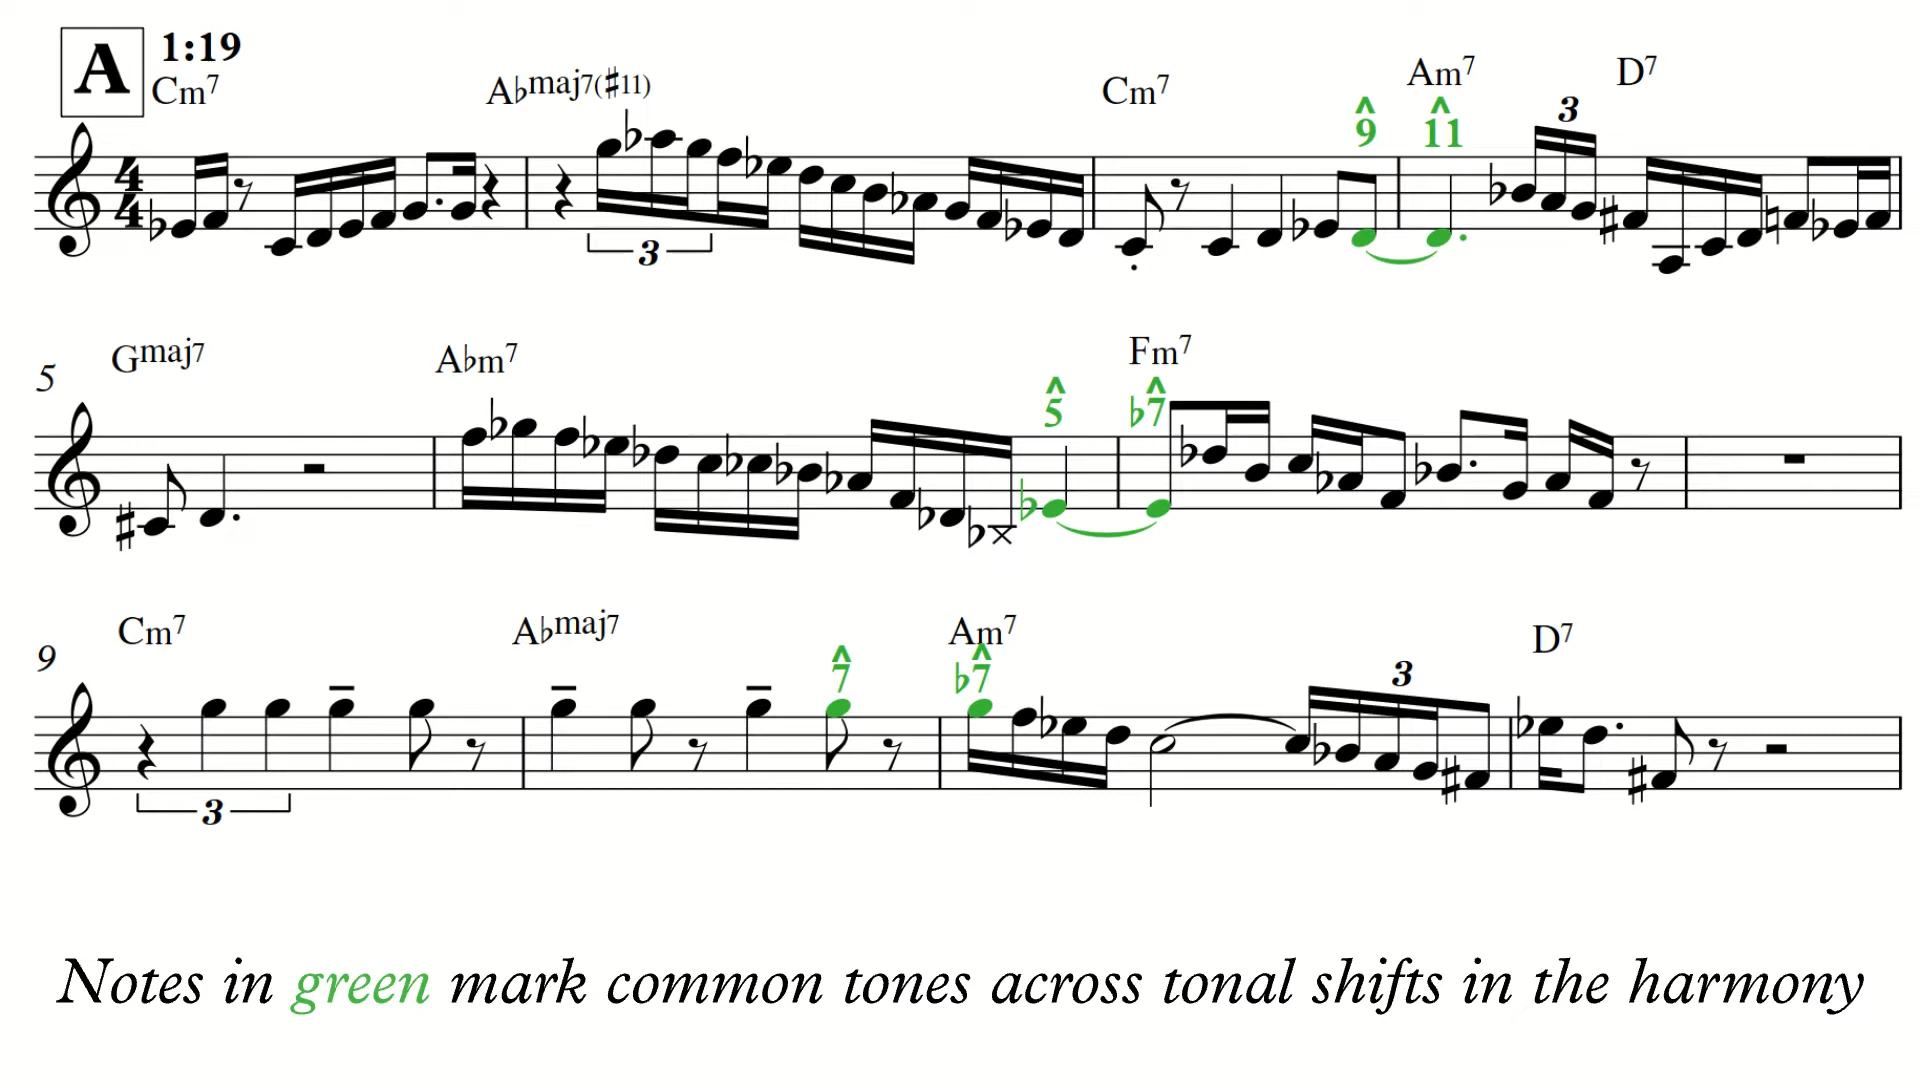 A 1:19
Cm7 A♭maj7(♯11) Cm7 Am7 D7
9 11 3
4
4
3
5 Gmaj7 A♭m7 Fm7
5 ♭7
9 Cm7 A♭maj7 Am7 D7
7 ♭7 3
3
Notes in green mark common tones across tonal shifts in the harmony